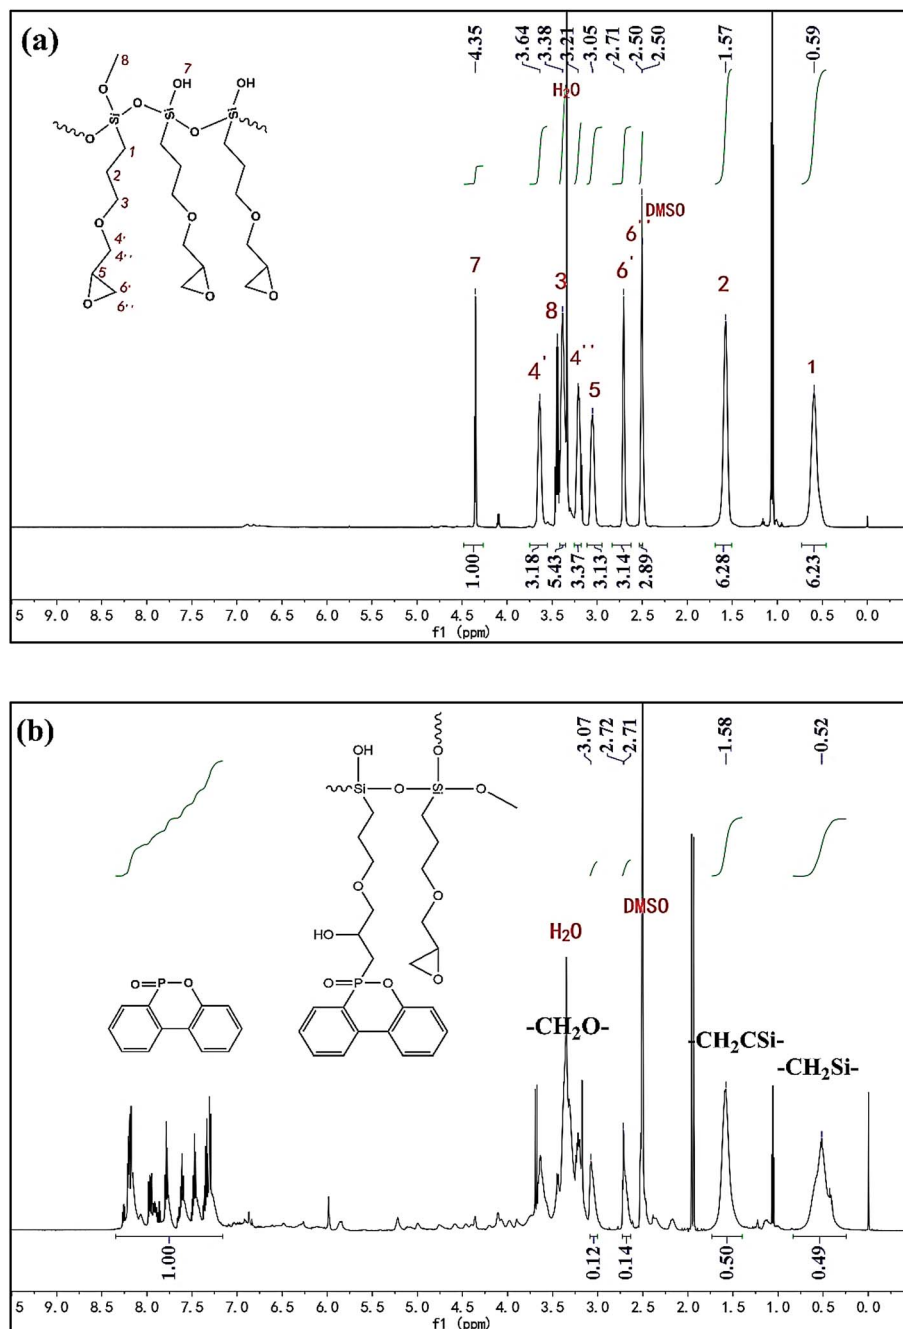 (a)
4.35
3.64
3.38
3.21
3.05
2.71
2.50
2.50
1.57
0.59
8
7
OH
OH
O
O
Si
Si
Si
O
O
1
2
3
O
O
O
4'
4''
5
6'
6''
O
O
O
H2O
DMSO
7
4'
3
8
4''
5
6'
6''
2
1
1.00
3.18
5.43
3.37
3.13
3.14
2.89
6.28
6.23
5 9.0 8.5 8.0 7.5 7.0 6.5 6.0 5.5 5.0 4.5 4.0 3.5 3.0 2.5 2.0 1.5 1.0 0.5 0.0
f1 (ppm)
(b)
3.07
2.72
2.71
1.58
0.52
OH
O
Si
O
Si
O
O
O
HO
O
O
P
O
O
P
O
H2O
DMSO
-CH2O-
-CH2CSi-
-CH2Si-
1.00
0.12
0.14
0.50
0.49
5 9.0 8.5 8.0 7.5 7.0 6.5 6.0 5.5 5.0 4.5 4.0 3.5 3.0 2.5 2.0 1.5 1.0 0.5 0.0
f1 (ppm)